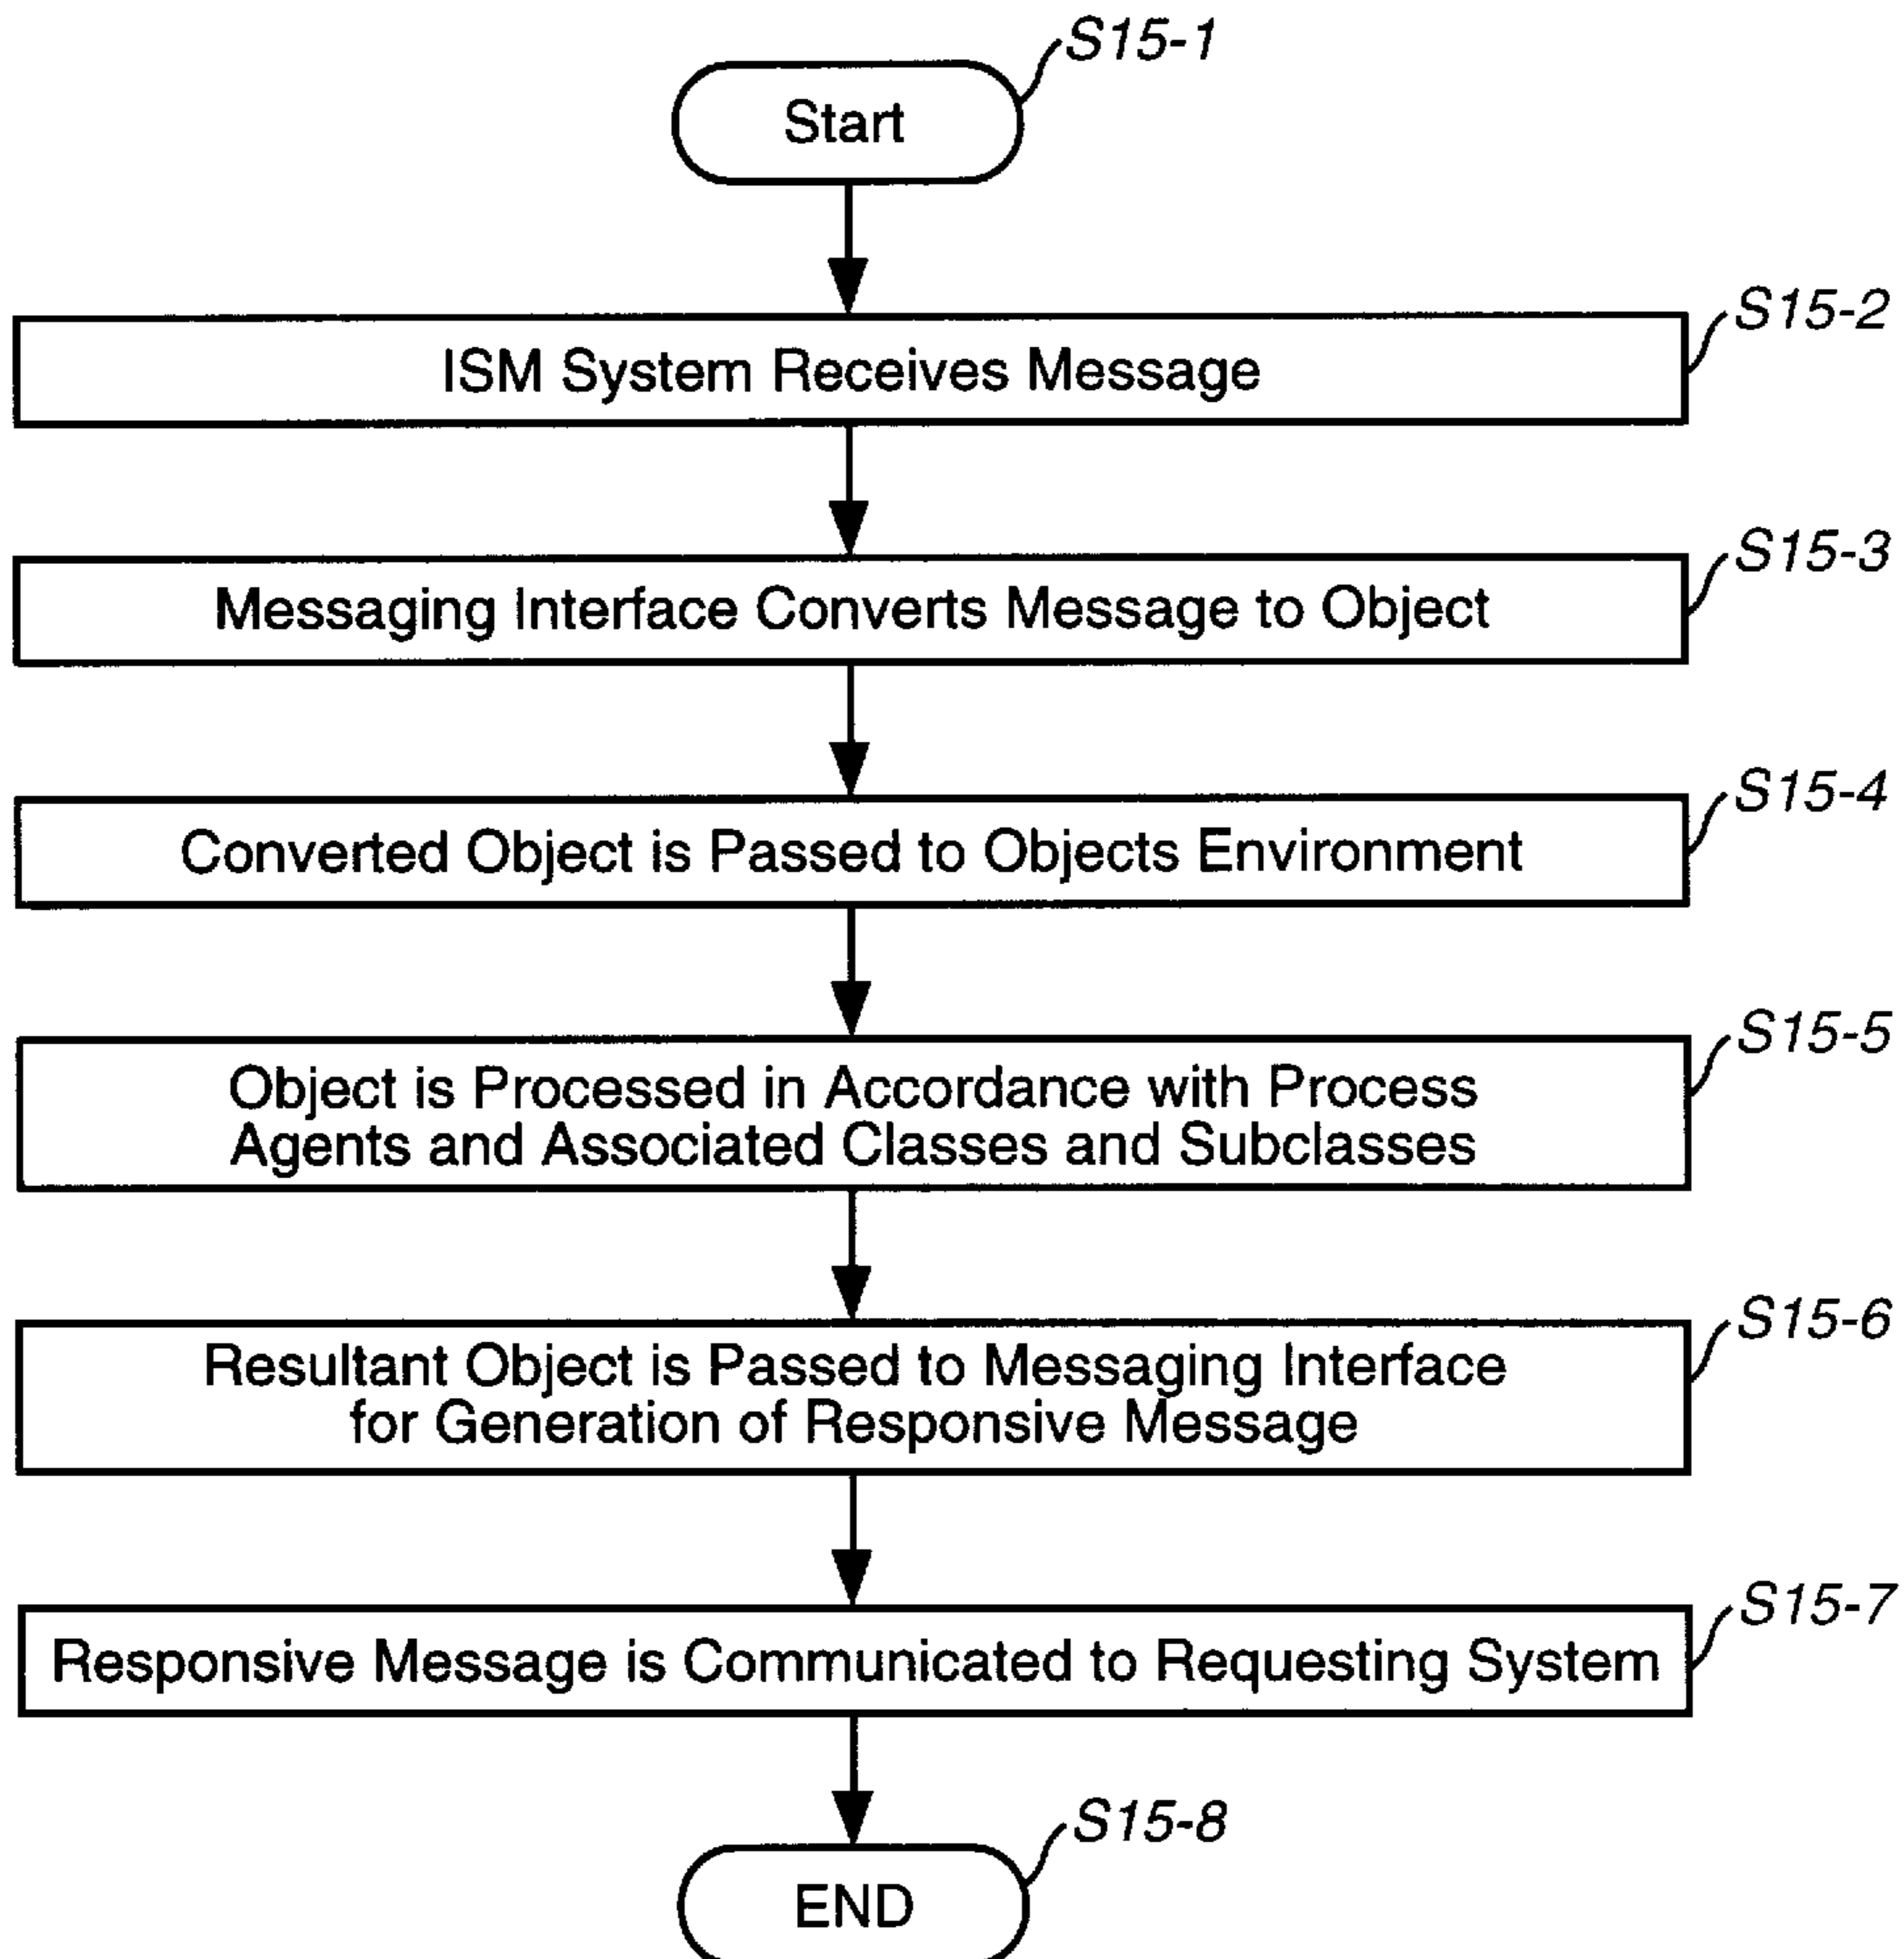 S15-1
Start
S15-2
ISM System Receives Message
S15-3
Messaging Interface Converts Message to Object
S15-4
Converted Object is Passed to Objects Environment
S15-5
Object is Processed in Accordance with Process
Agents and Associated Classes and Subclasses
S15-6
Resultant Object is Passed to Messaging Interface
for Generation of Responsive Message
S15-7
Responsive Message is Communicated to Requesting System
S15-8
END